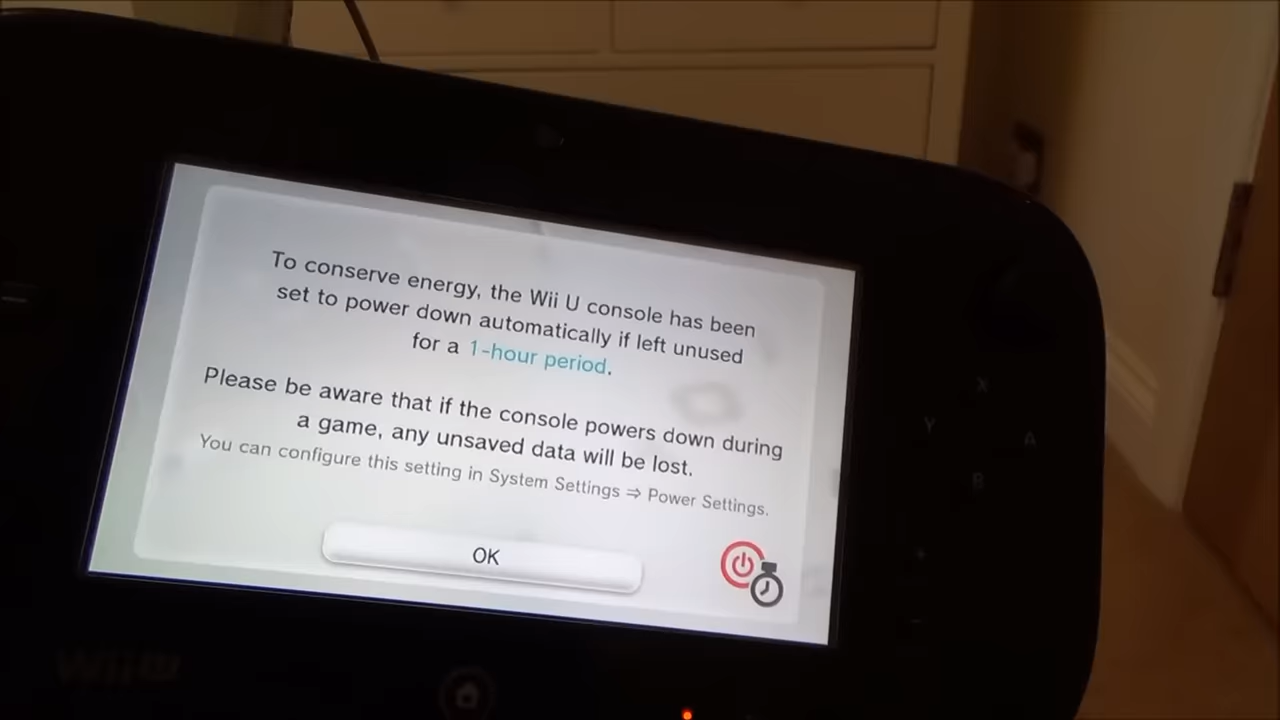 To conserve energy, the Wii U console has been
set to power down automatically if left unused
for a 1-hour period.
Please be aware that if the console powers down during
a game, any unsaved data will be lost.
You can configure this setting in System Settings ⇒ Power Settings.
OK
X
Y
A
B
Wii U